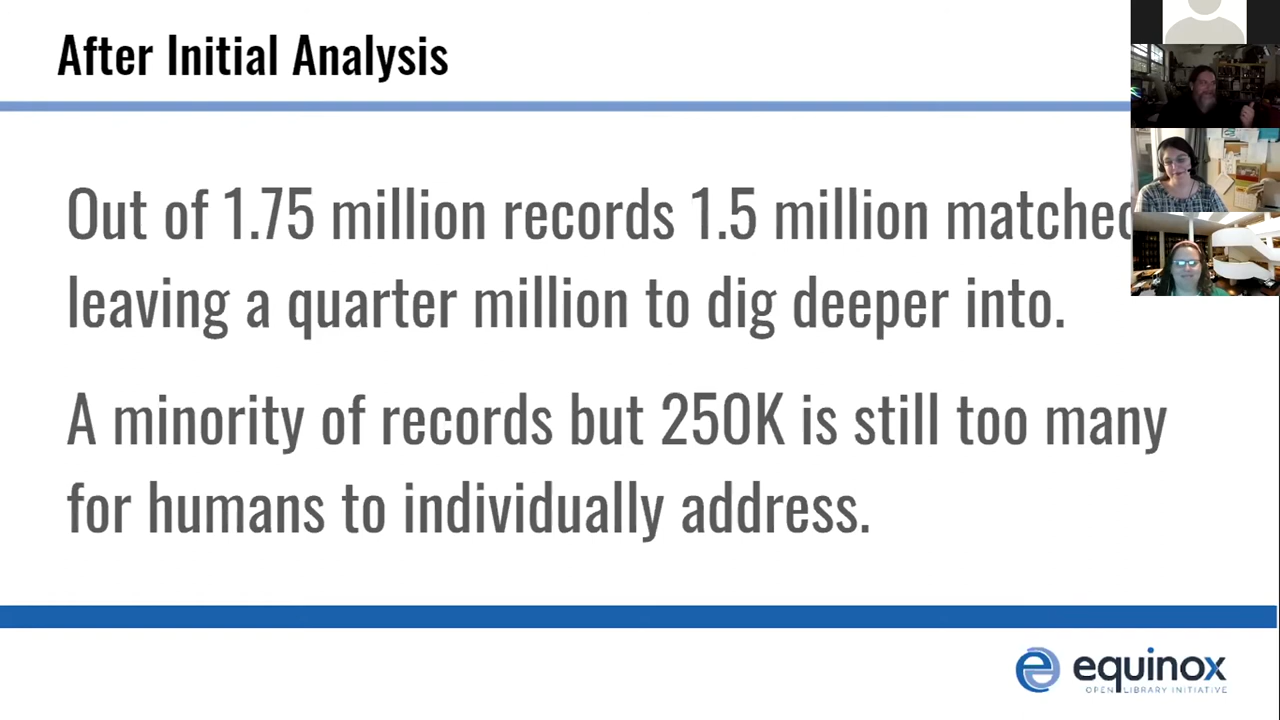 After Initial Analysis
Out of 1.75 million records 1.5 million matched
leaving a quarter million to dig deeper into.
A minority of records but 250K is still too many
for humans to individually address.
equinox
OPEN LIBRARY INITIATIVE